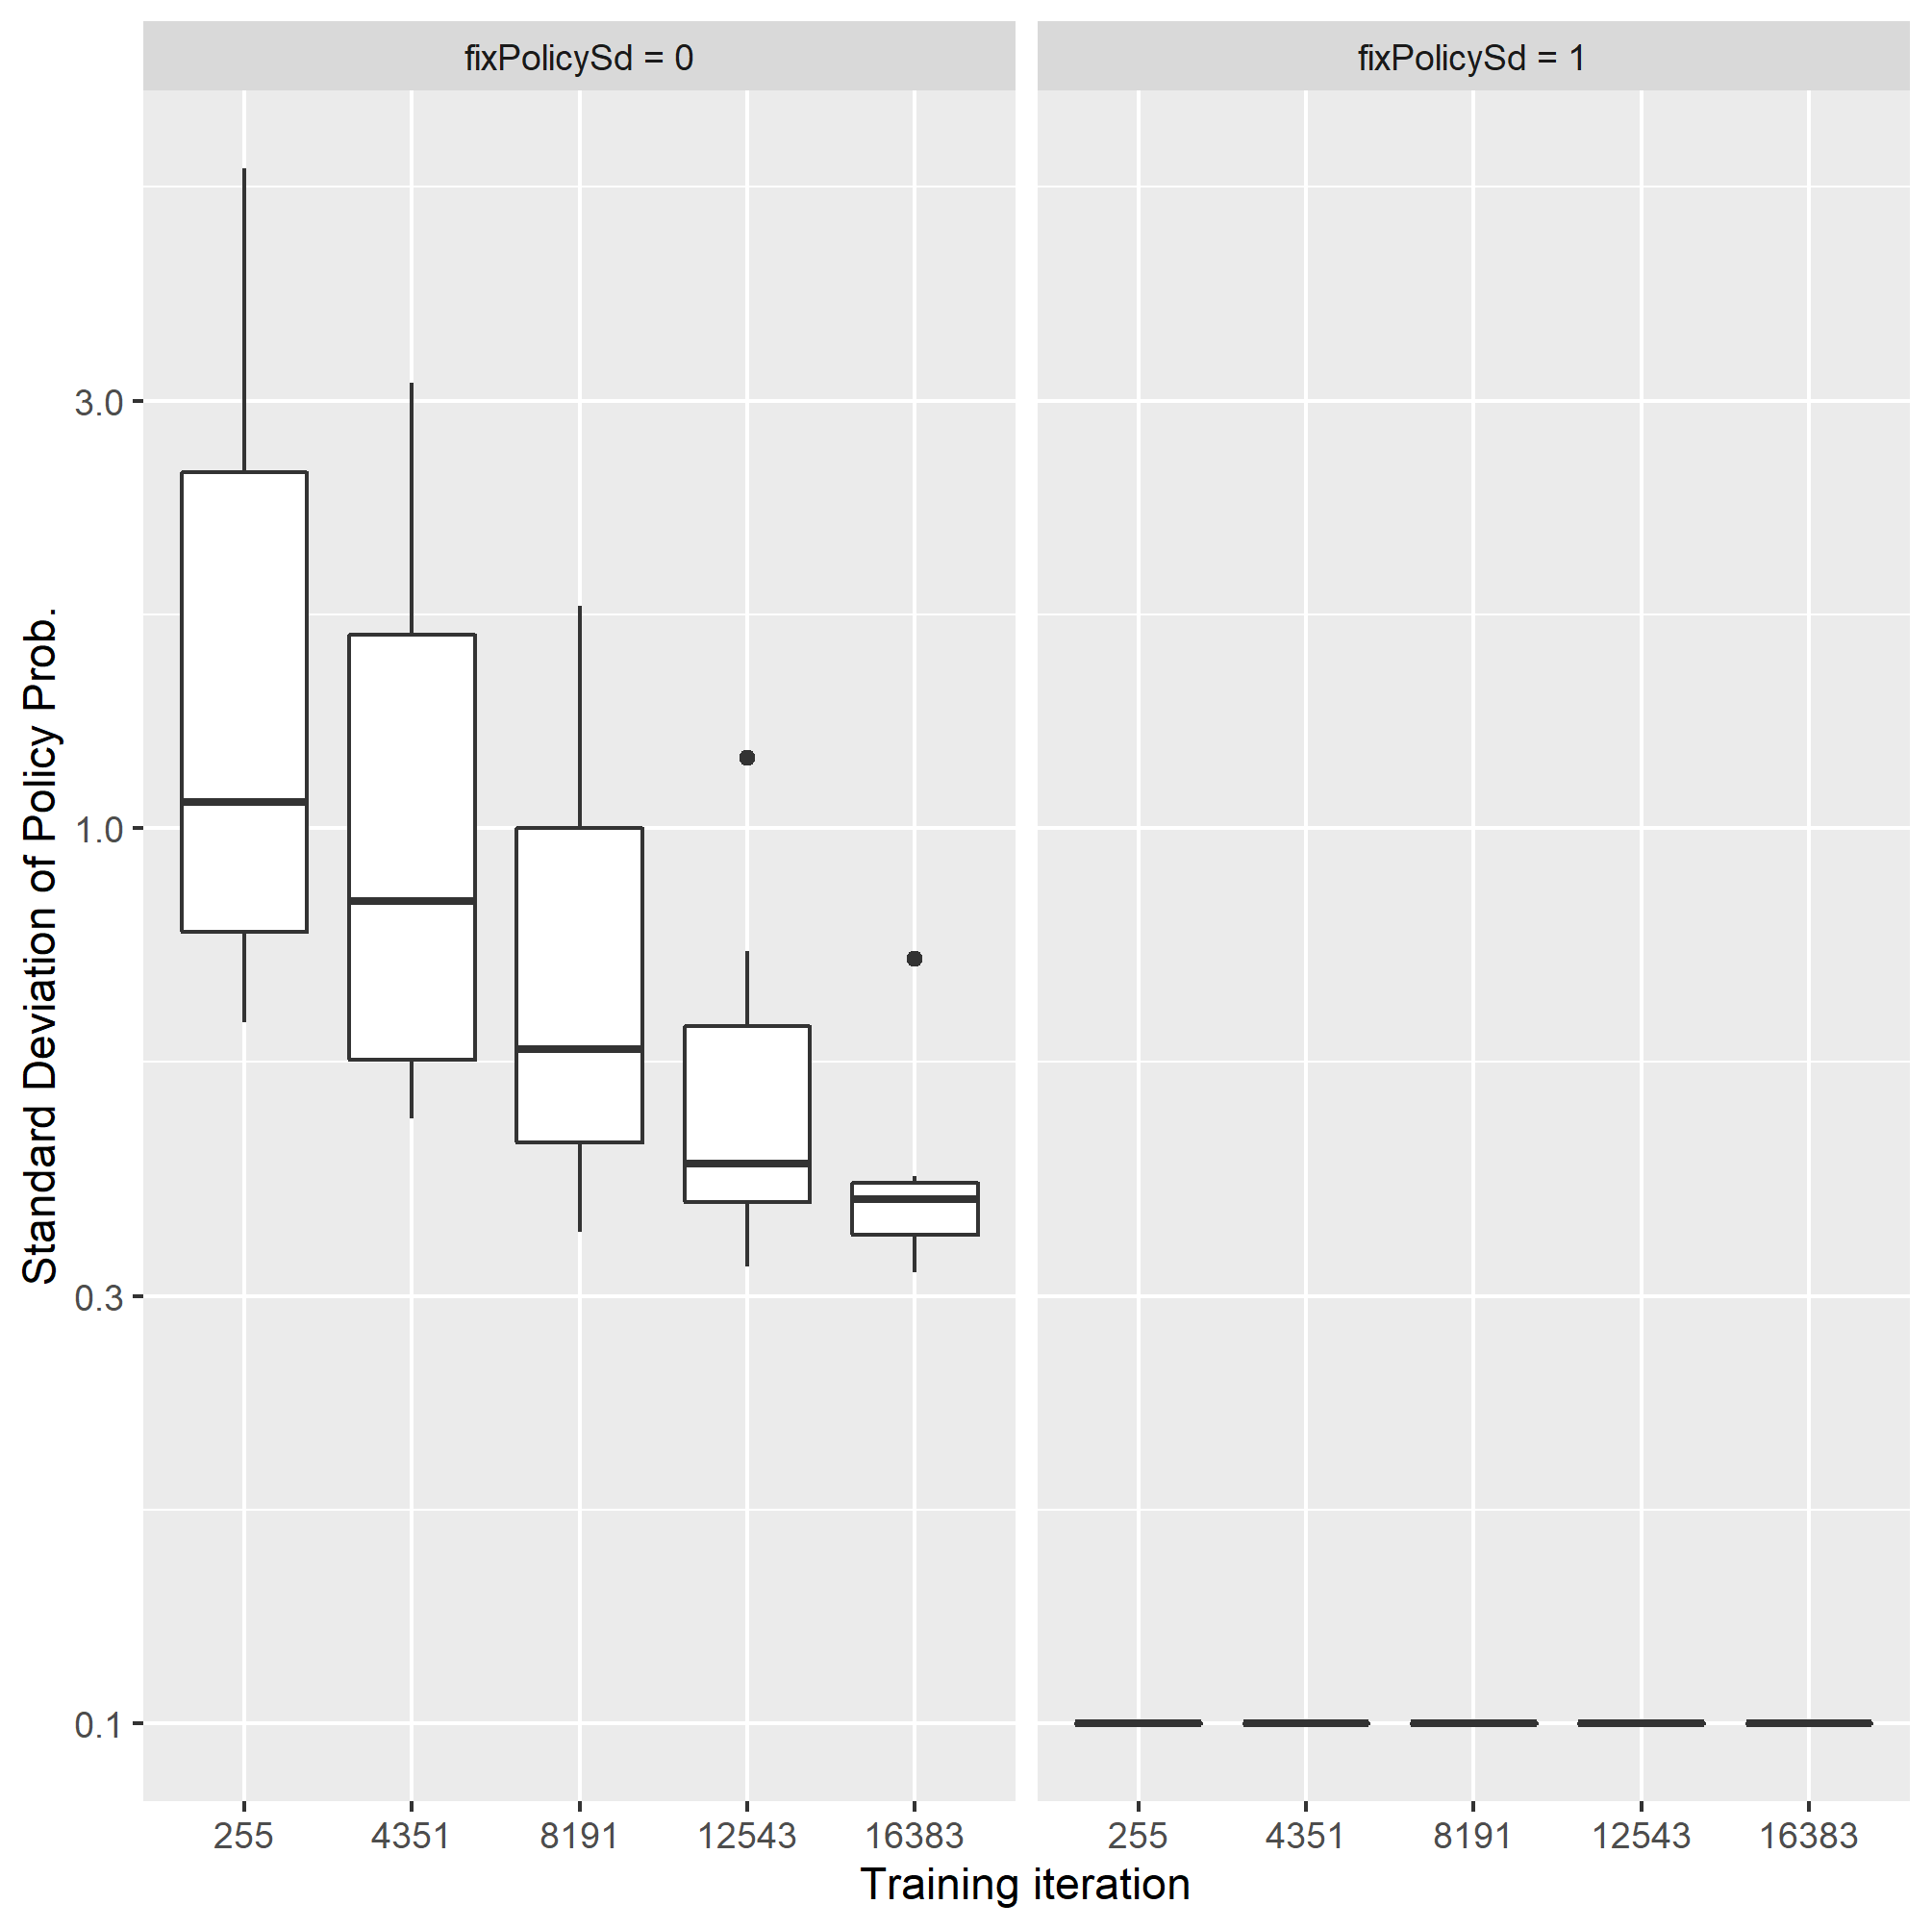 fixPolicySd = 0
fixPolicySd = 1
Standard Deviation of Policy Prob.
3.0
1.0
0.3
0.1
255 4351 8191 12543 16383
255 4351 8191 12543 16383
Training iteration